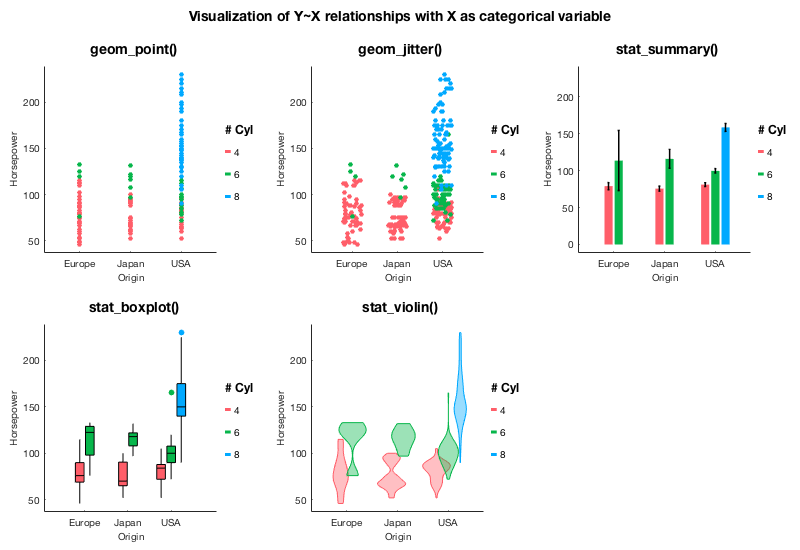 Visualization of Y~X relationships with X as categorical variable
geom_point()
Horsepower
200
150
100
50
Europe Japan USA
Origin
# Cyl
4
6
8
geom_jitter()
Horsepower
200
150
100
50
Europe Japan USA
Origin
# Cyl
4
6
8
stat_summary()
Horsepower
200
150
100
50
0
Europe Japan USA
Origin
# Cyl
4
6
8
stat_boxplot()
Horsepower
200
150
100
50
Europe Japan USA
Origin
# Cyl
4
6
8
stat_violin()
Horsepower
200
150
100
50
Europe Japan USA
Origin
# Cyl
4
6
8